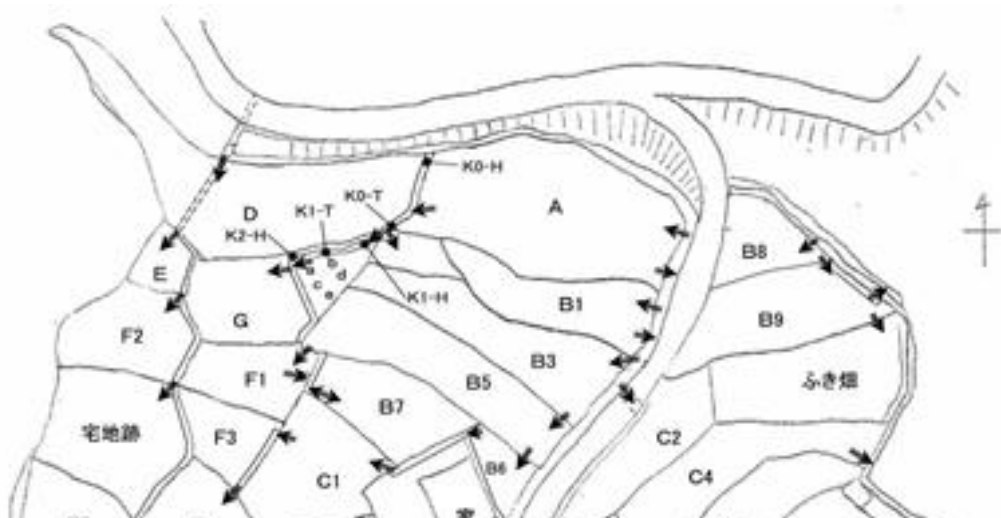 K0-H
A
D
K1-T
K0-T
K2-H
b
d
c
e
K1-H
E
G
B8
B1
B9
F2
B3
F1
B5
ふき畑
B7
宅地跡
F3
C2
B6
C4
C1